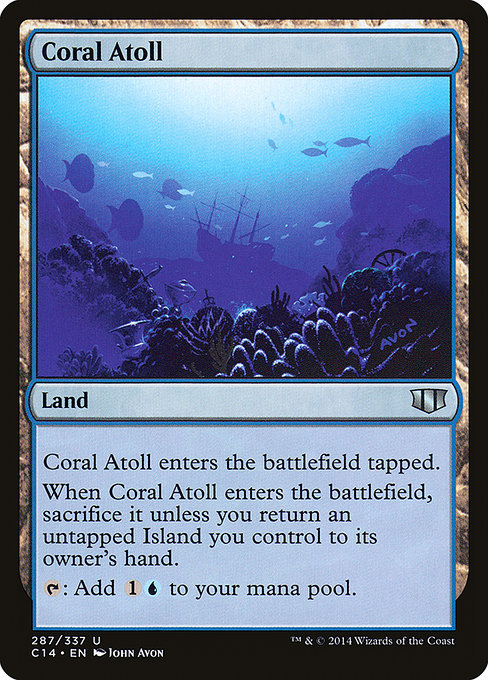 Coral Atoll
AVON
Land
Coral Atoll enters the battlefield tapped.
When Coral Atoll enters the battlefield,
sacrifice it unless you return an
untapped Island you control to its
owner's hand.
: Add 1 to your mana pool.
287/337 U
™ & © 2014 Wizards of the Coast
C14 • EN John Avon